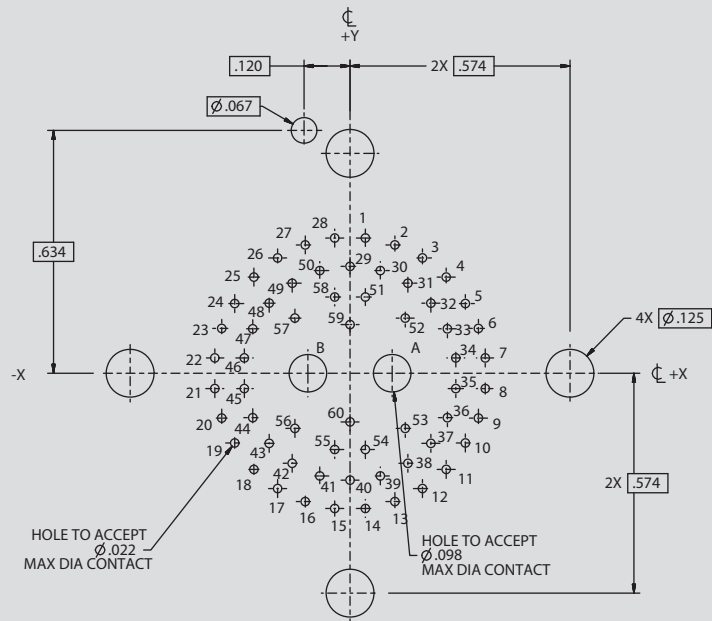 ℄
+Y
.120
2X .574
Ø.067
28 1
27 2
26 3
50 29 30
25 49 31 4
58 51
.634
24 48 32 5
57 59 52
23 33 6
4X Ø.125
47 34
22 7
B A
46
-X
℄ +X
35
21 45 8
60 36
20 44 56 53 9
19 43 55 54 37 10
42 38
18 41 40 39 11
17 12
16 15 14 13
2X .574
HOLE TO ACCEPT
Ø.022
MAX DIA CONTACT
HOLE TO ACCEPT
Ø.098
MAX DIA CONTACT